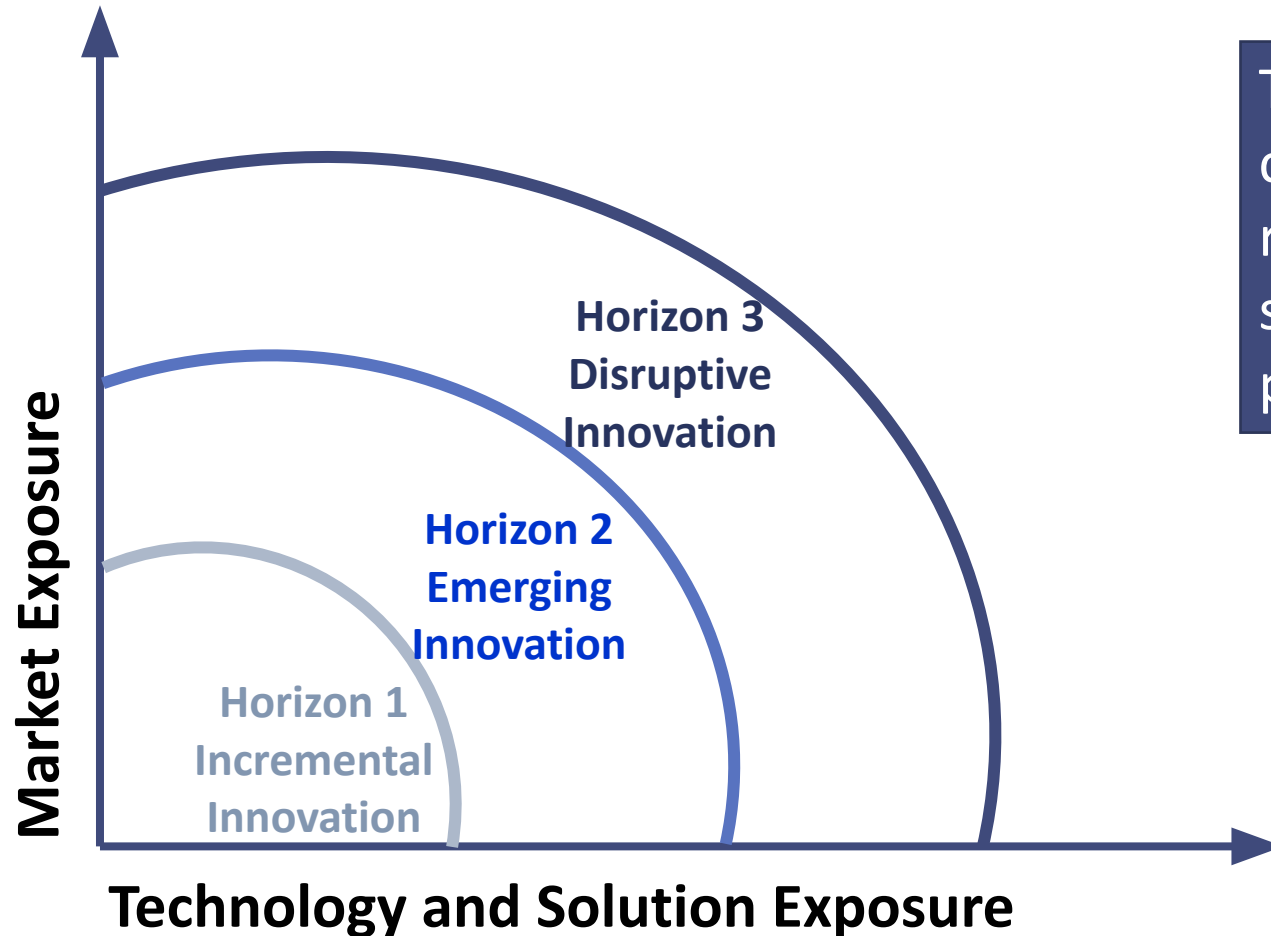 Horizon 3
Disruptive
Innovation
Horizon 2
Emerging
Innovation
Horizon 1
Incremental
Innovation
Market Exposure
Technology and Solution Exposure